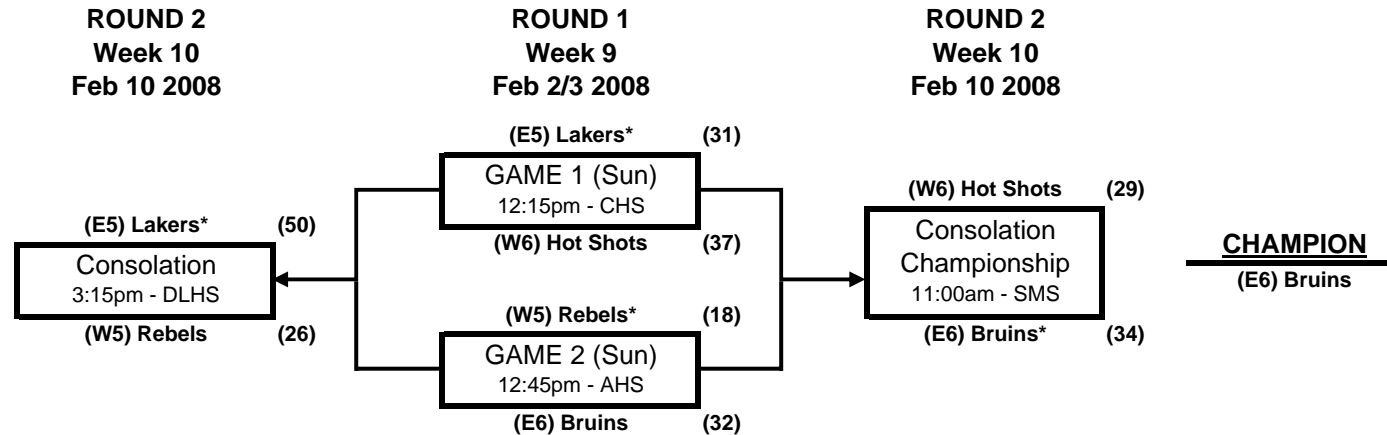 ROUND 2
Week 10
Feb 10 2008
ROUND 1
Week 9
Feb 2/3 2008
ROUND 2
Week 10
Feb 10 2008
(E5) Lakers* (50)
Consolation
3:15pm - DLHS
(W5) Rebels (26)
(E5) Lakers* (31)
GAME 1 (Sun)
12:15pm - CHS
(W6) Hot Shots (37)
(W5) Rebels* (18)
GAME 2 (Sun)
12:45pm - AHS
(E6) Bruins (32)
(W6) Hot Shots (29)
Consolation
Championship
11:00am - SMS
(E6) Bruins* (34)
CHAMPION
(E6) Bruins